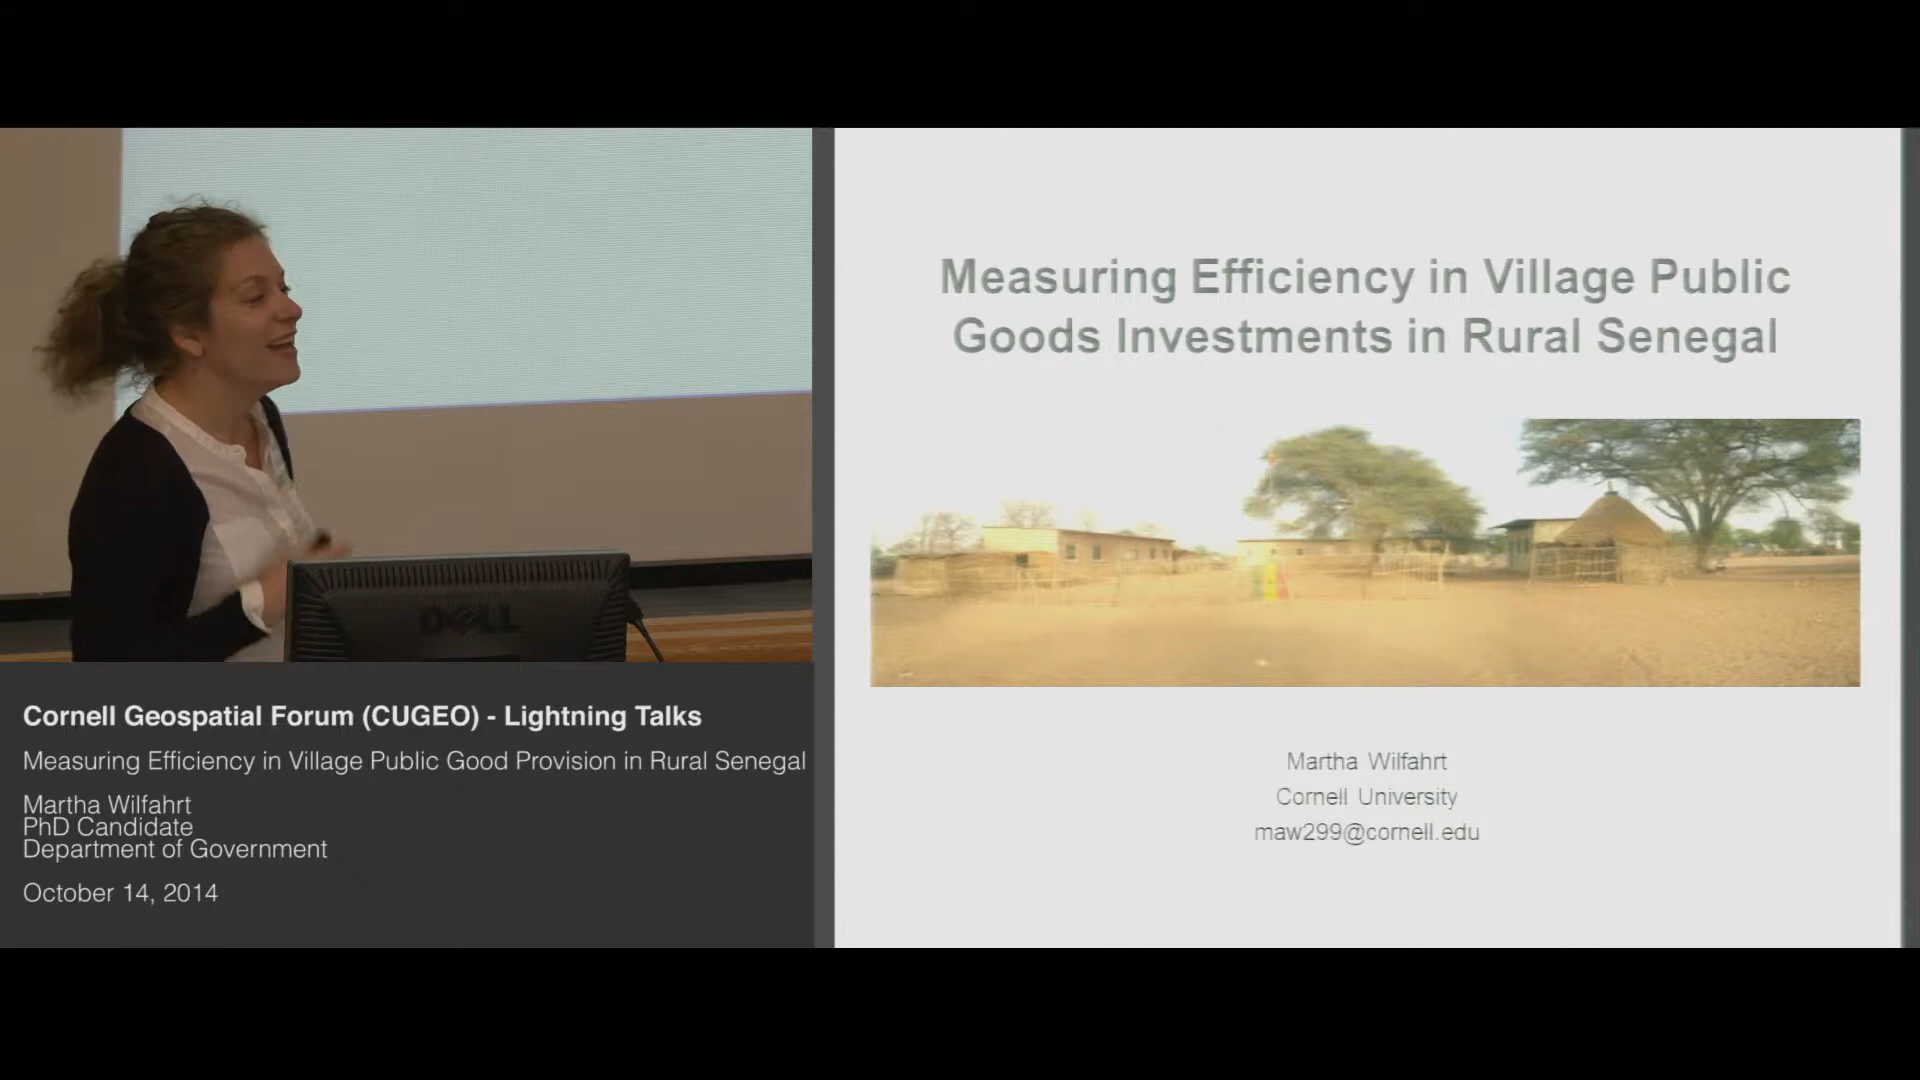 Measuring Efficiency in Village Public
Goods Investments in Rural Senegal
Martha Wilfahrt
Cornell University
maw299@cornell.edu
DELL
Cornell Geospatial Forum (CUGEO) - Lightning Talks
Measuring Efficiency in Village Public Good Provision in Rural Senegal
Martha Wilfahrt
PhD Candidate
Department of Government
October 14, 2014